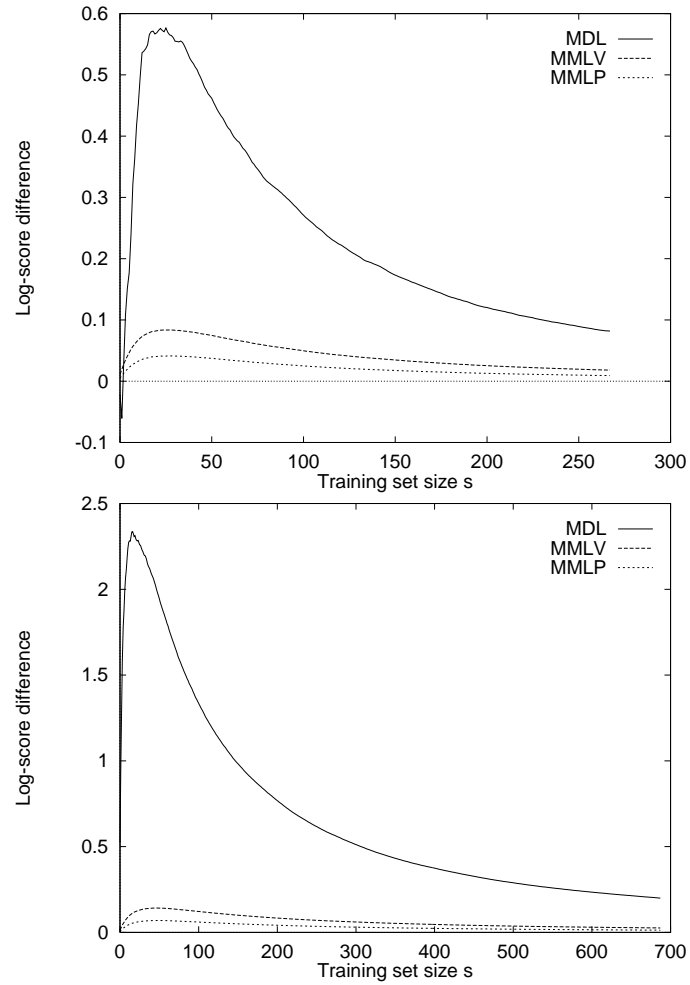 0.6
MDL
MMLV
MMLP
0.5
0.4
0.3
0.2
0.1
0
-0.1
Log-score difference
0 50 100 150 200 250 300
Training set size s
2.5
MDL
MMLV
MMLP
2
1.5
1
0.5
0
Log-score difference
0 100 200 300 400 500 600 700
Training set size s